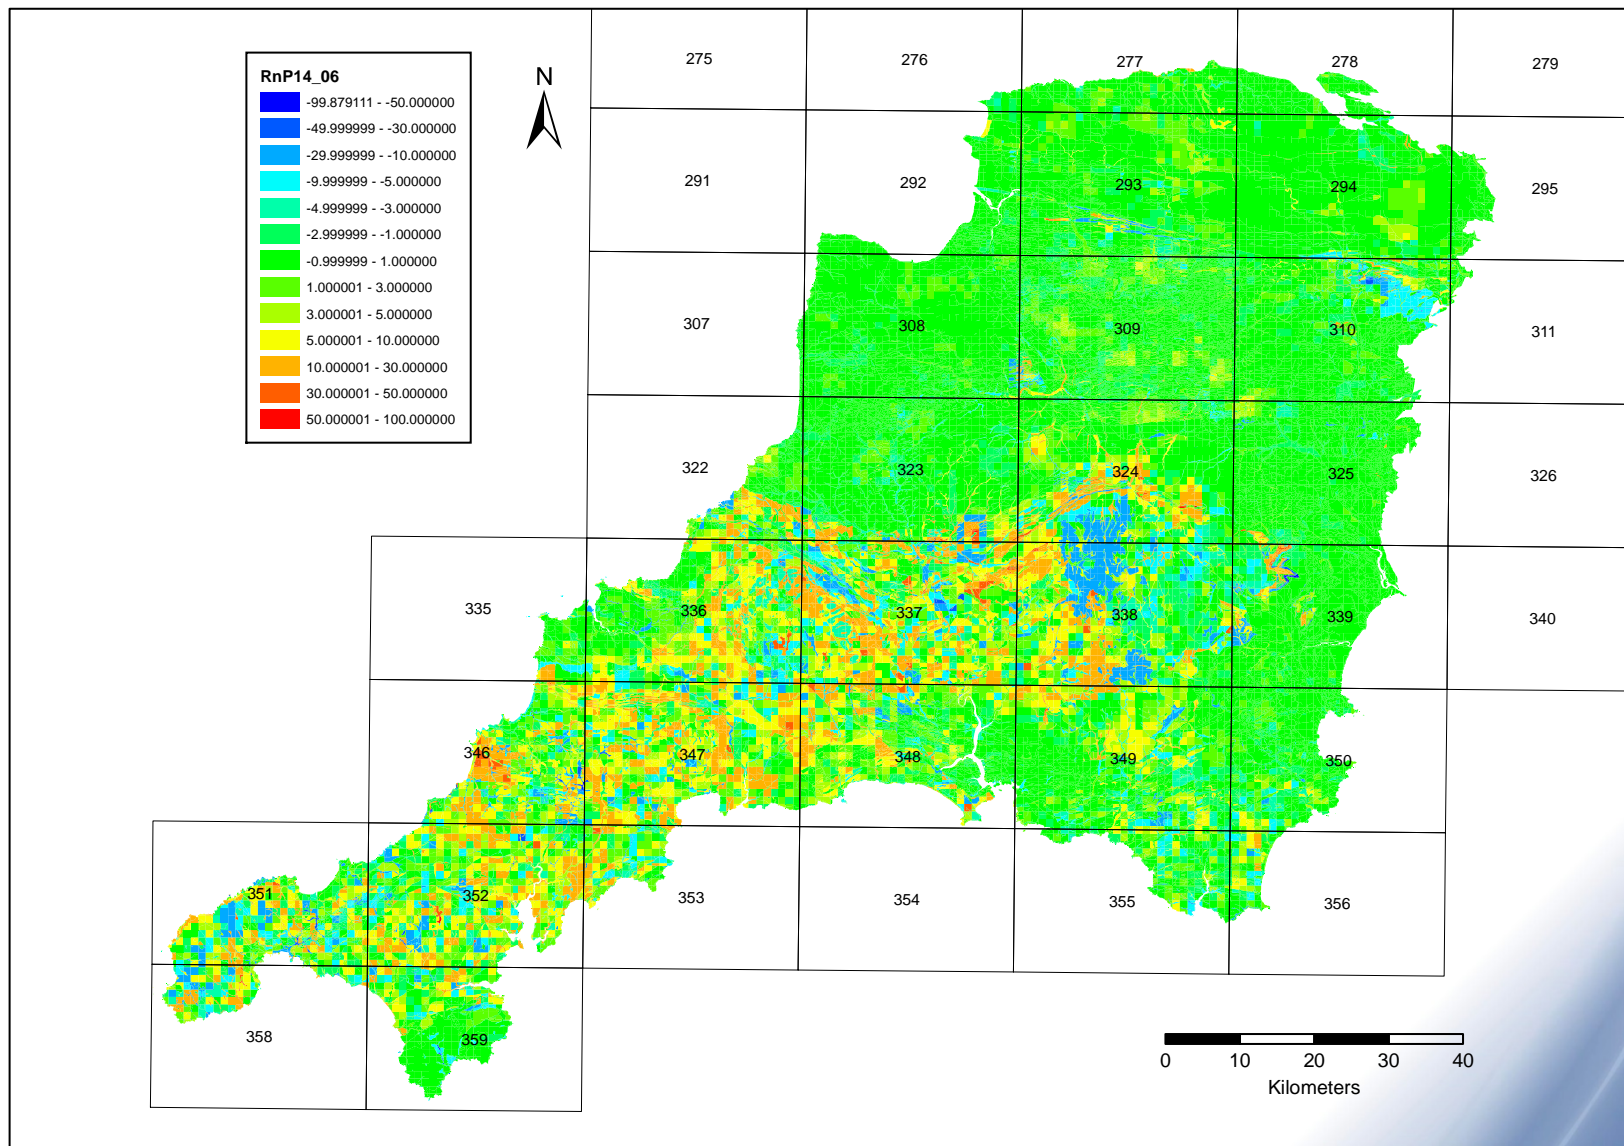 RnP14_06
-99.879111 - -50.000000
-49.999999 - -30.000000
-29.999999 - -10.000000
-9.999999 - -5.000000
-4.999999 - -3.000000
-2.999999 - -1.000000
-0.999999 - 1.000000
1.000001 - 3.000000
3.000001 - 5.000000
5.000001 - 10.000000
10.000001 - 30.000000
30.000001 - 50.000000
50.000001 - 100.000000
N
275 276 277 278 279
291 292 293 294 295
307 308 309 310 311
322 323 324 325 326
335 336 337 338 339 340
346 347 348 349 350
351 352 353 354 355 356
358 359
0 10 20 30 40
Kilometers